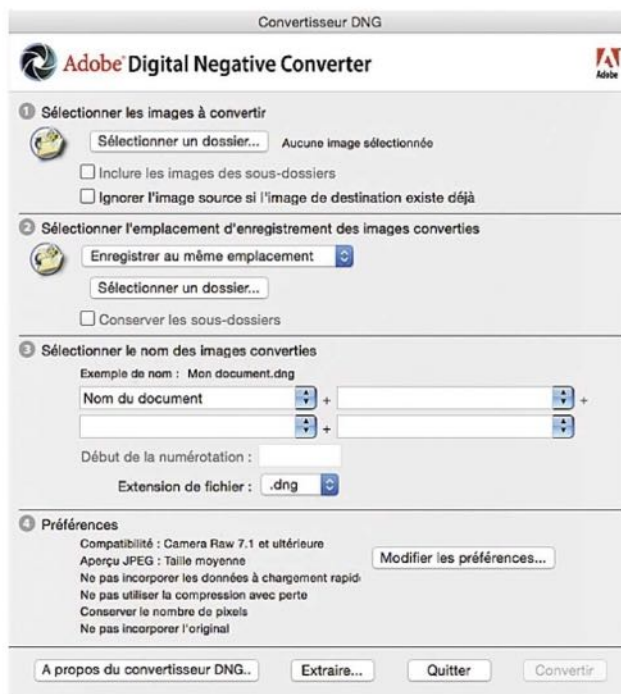 Convertisseur DNG
Adobe® Digital Negative Converter
Adobe
1 Sélectionner les images à convertir
Sélectionner un dossier... Aucune image sélectionnée
Inclure les images des sous-dossiers
Ignorer l'image source si l'image de destination existe déjà
2 Sélectionner l'emplacement d'enregistrement des images converties
Enregistrer au même emplacement
Sélectionner un dossier...
Conserver les sous-dossiers
3 Sélectionner le nom des images converties
Exemple de nom : Mon document.dng
Nom du document + +
+
Début de la numérotation :
Extension de fichier : .dng
4 Préférences
Compatibilité : Camera Raw 7.1 et ultérieure
Aperçu JPEG : Taille moyenne
Modifier les préférences...
Ne pas incorporer les données à chargement rapid
Ne pas utiliser la compression avec perte
Conserver le nombre de pixels
Ne pas incorporer l'original
A propos du convertisseur DNG.. Extraire... Quitter Convertir